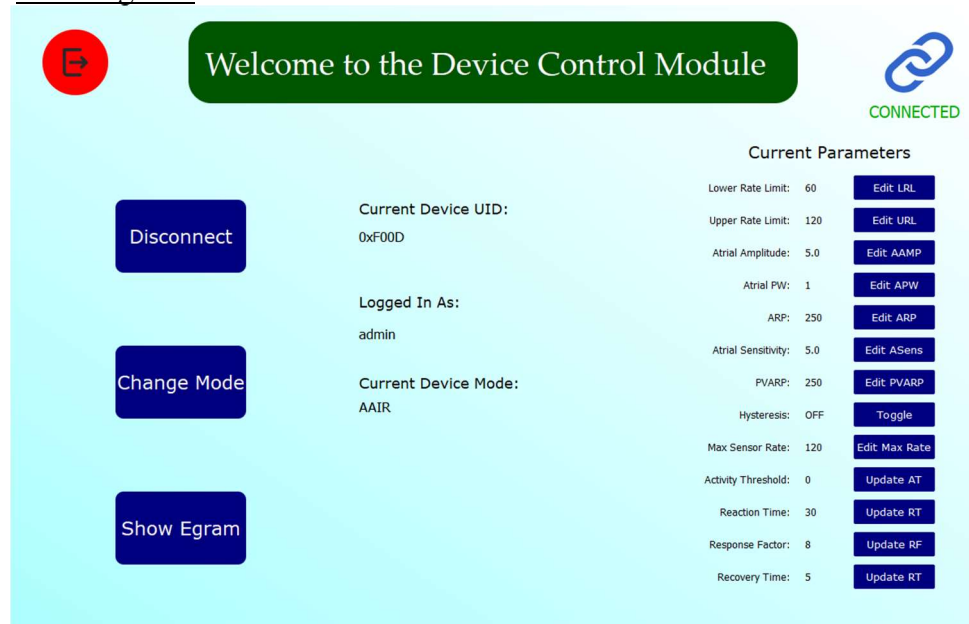 Welcome to the Device Control Module
CONNECTED
Current Parameters
Lower Rate Limit: 60 Edit LRL
Upper Rate Limit: 120 Edit URL
Atrial Amplitude: 5.0 Edit AAMP
Atrial PW: 1 Edit APW
ARP: 250 Edit ARP
Atrial Sensitivity: 5.0 Edit ASens
PVARP: 250 Edit PVARP
Hysteresis: OFF Toggle
Max Sensor Rate: 120 Edit Max Rate
Activity Threshold: 0 Update AT
Reaction Time: 30 Update RT
Response Factor: 8 Update RF
Recovery Time: 5 Update RT
Disconnect
Change Mode
Show Egram
Current Device UID:
0xF00D
Logged In As:
admin
Current Device Mode:
AAIR